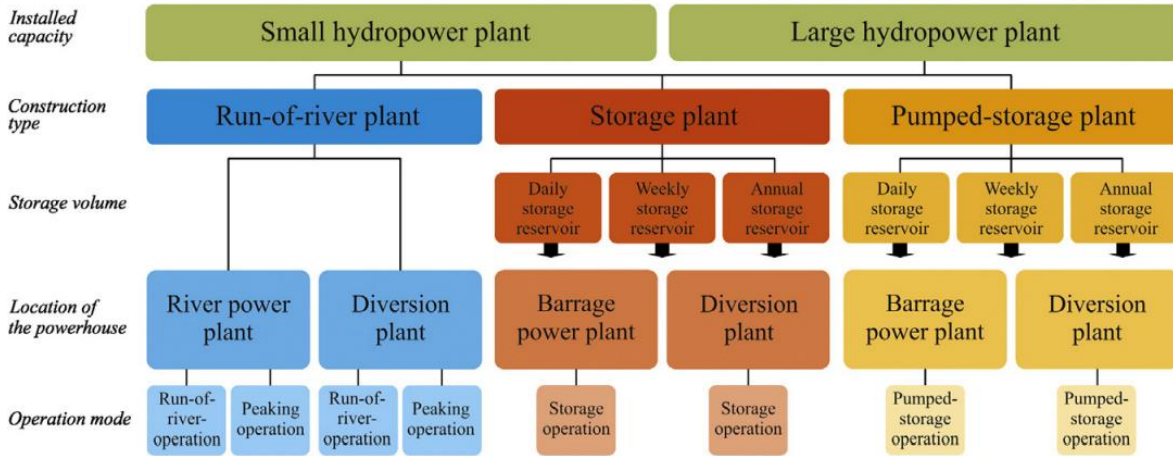 Installed
capacity
Small hydropower plant
Large hydropower plant
Construction
type
Run-of-river plant
Storage plant
Pumped-storage plant
Storage volume
Daily
storage
reservoir
Weekly
storage
reservoir
Annual
storage
reservoir
Daily
storage
reservoir
Weekly
storage
reservoir
Annual
storage
reservoir
Location of
the powerhouse
River power
plant
Diversion
plant
Barrage
power plant
Diversion
plant
Barrage
power plant
Diversion
plant
Operation mode
Run-of-
river-
operation
Peaking
operation
Run-of-
river-
operation
Peaking
operation
Storage
operation
Storage
operation
Pumped-
storage
operation
Pumped-
storage
operation